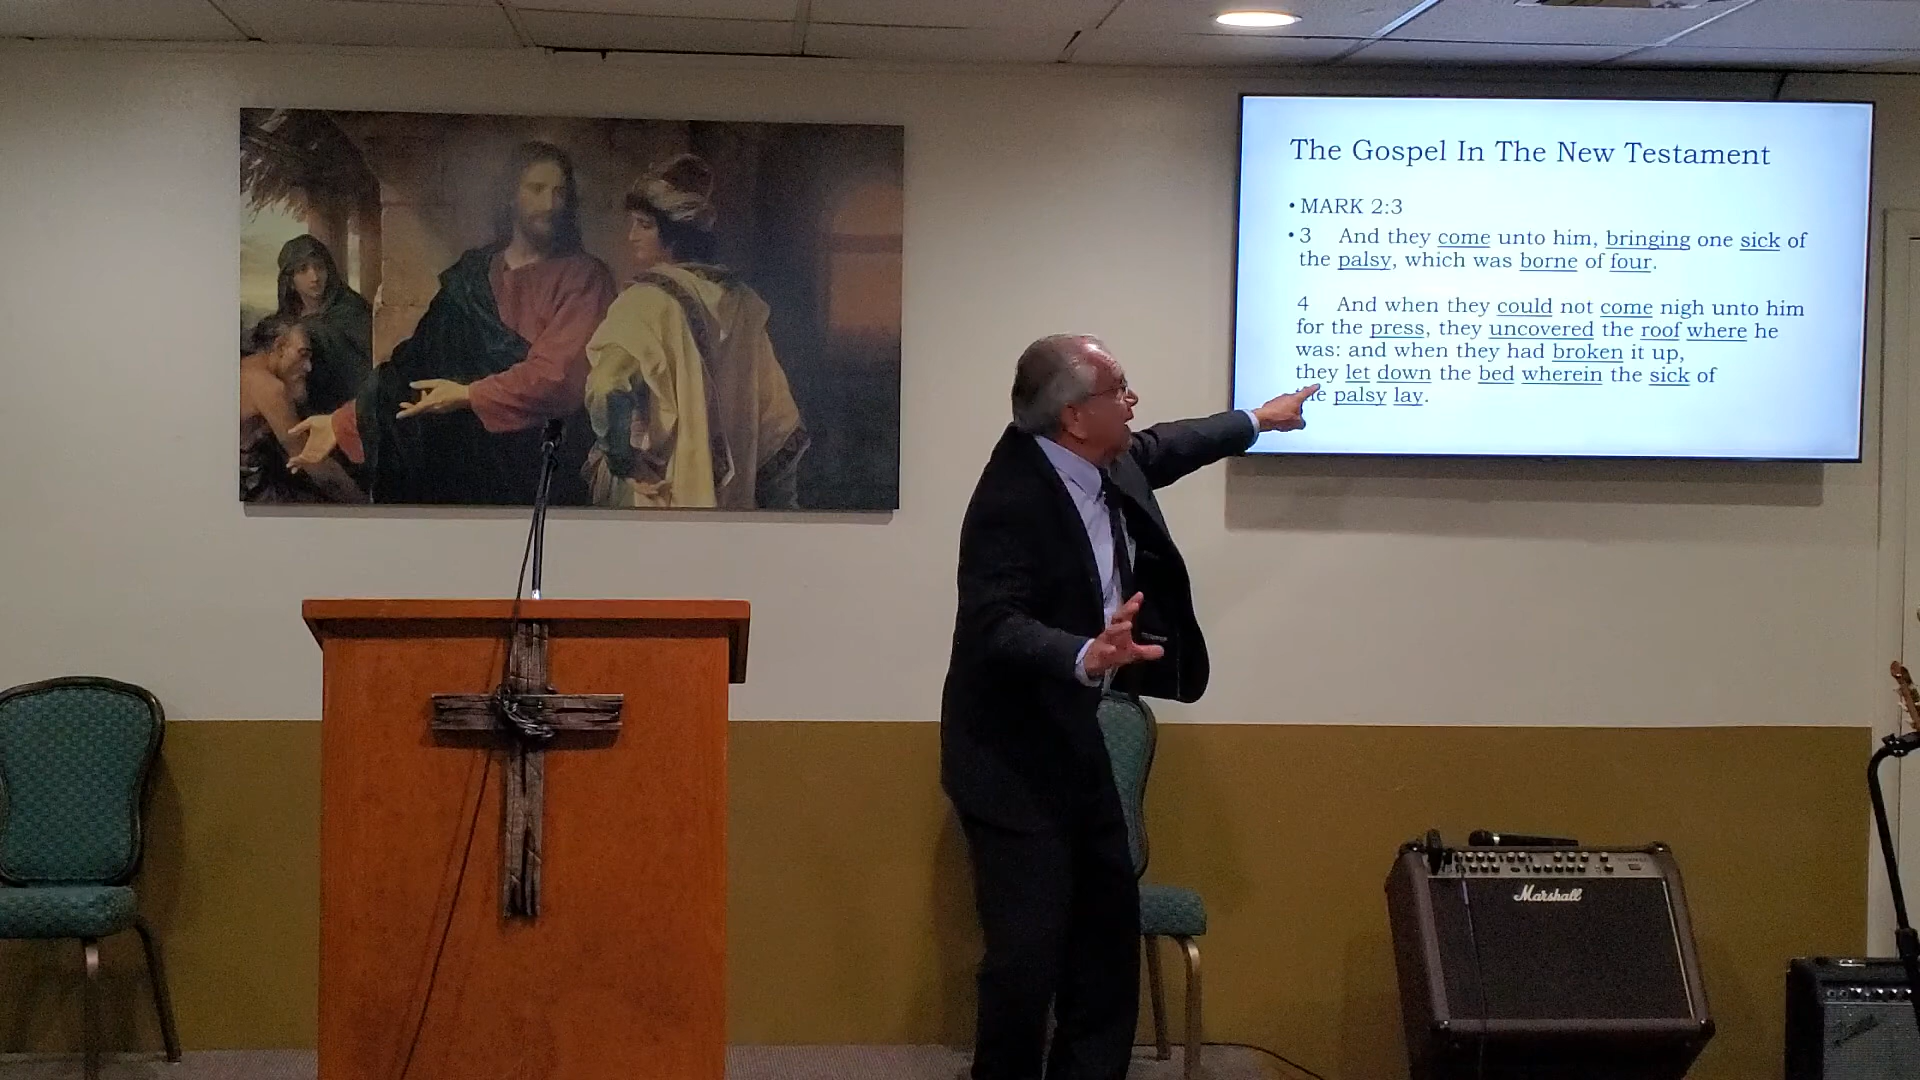 The Gospel In The New Testament
• MARK 2:3
• 3 And they come unto him, bringing one sick of
the palsy, which was borne of four.
4 And when they could not come nigh unto him
for the press, they uncovered the roof where he
was: and when they had broken it up,
they let down the bed wherein the sick of
the palsy lay.
Marshall
Fender